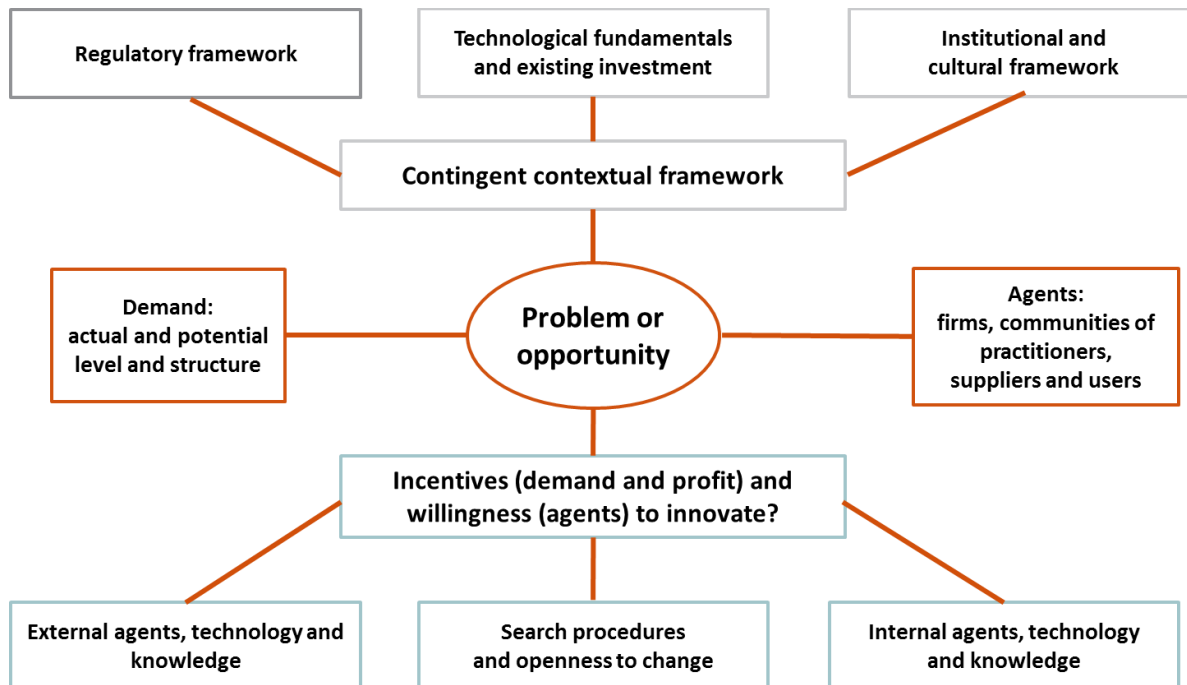 Regulatory framework
Technological fundamentals
and existing investment
Institutional and
cultural framework
Contingent contextual framework
Demand:
actual and potential
level and structure
Problem or
opportunity
Agents:
firms, communities of
practitioners,
suppliers and users
Incentives (demand and profit) and
willingness (agents) to innovate?
External agents, technology and
knowledge
Search procedures
and openness to change
Internal agents, technology
and knowledge